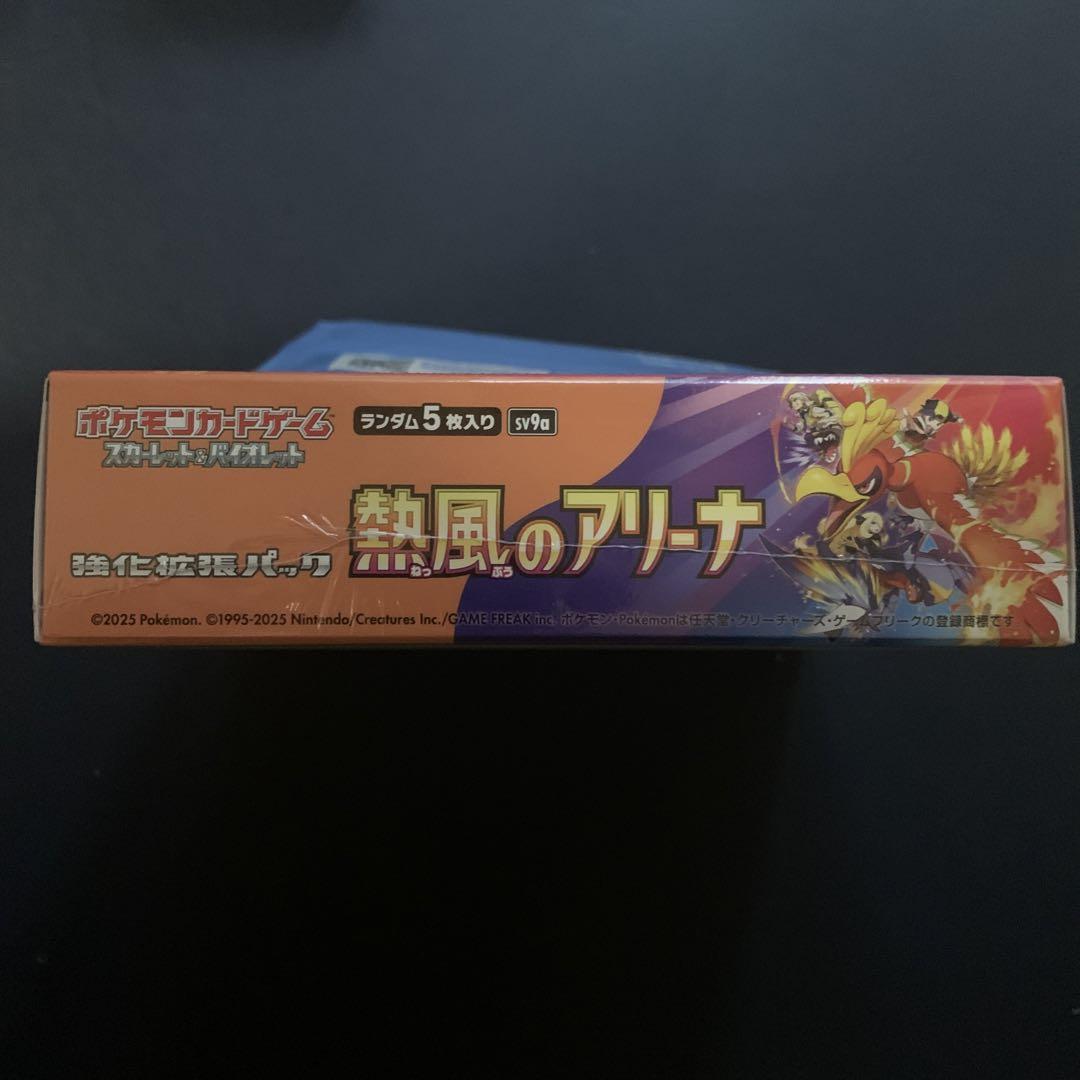 ポケモンカードゲーム
スカーレット&バイオレット
ランダム5枚入り sv9a
強化拡張パック
熱風のアリーナ
ねっ ぷう
©2025 Pokémon. ©1995-2025 Nintendo/Creatures Inc./GAME FREAK inc. ポケモン・Pokémonは任天堂・クリーチャーズ・ゲームフリークの登録商標です